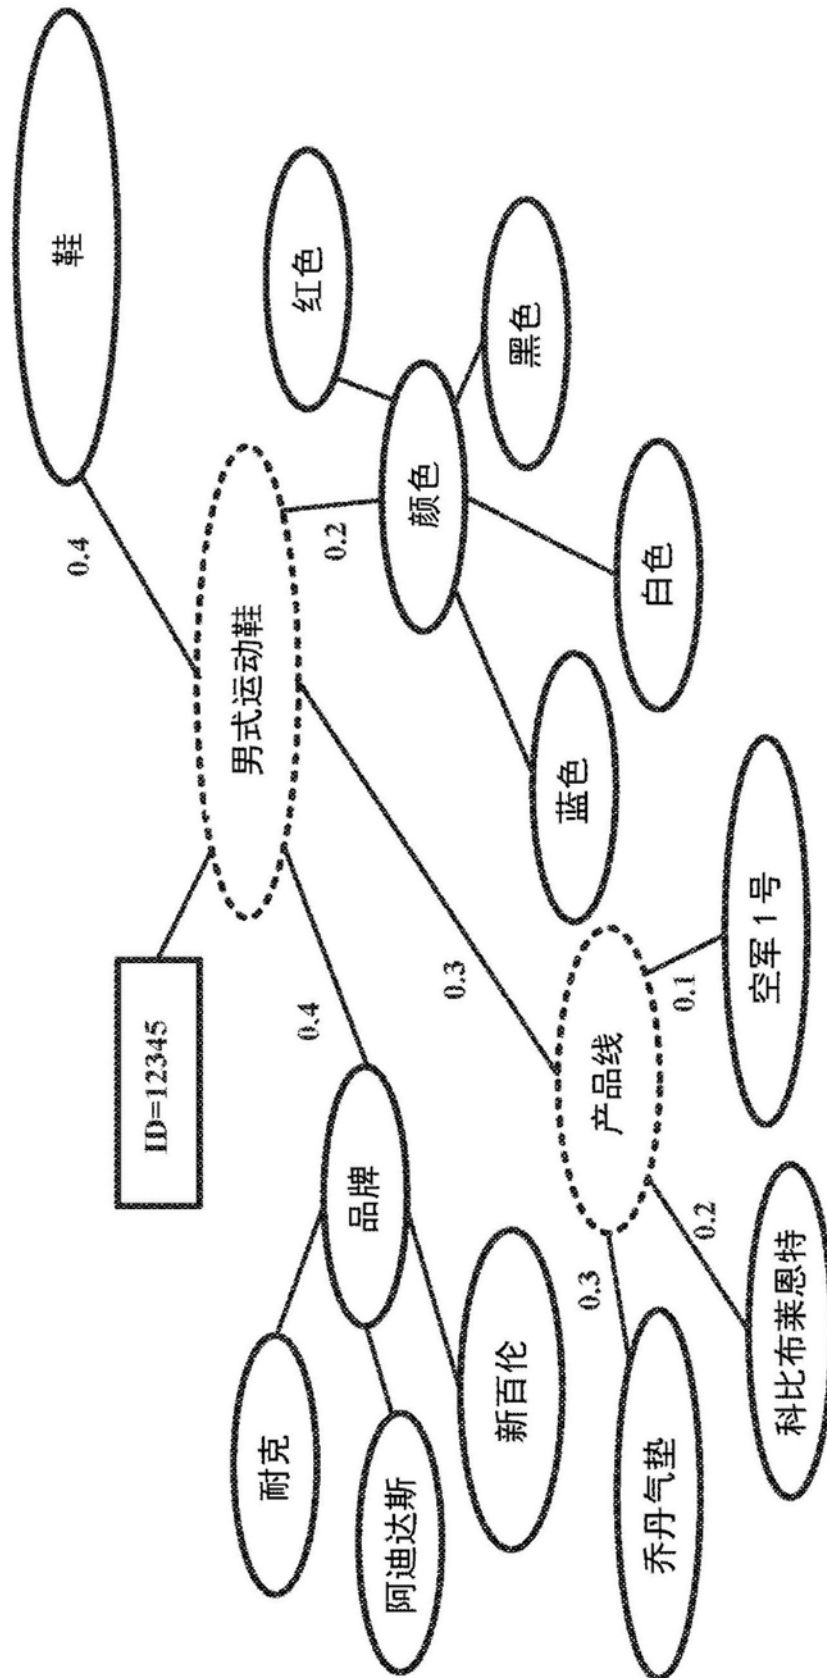 鞋
0.4
男式运动鞋
ID=12345
0.2
红色
颜色
黑色
白色
蓝色
0.4
0.3
品牌
耐克
阿迪达斯
新百伦
产品线
0.3
0.2
0.1
乔丹气垫
科比布莱恩特
空军1号